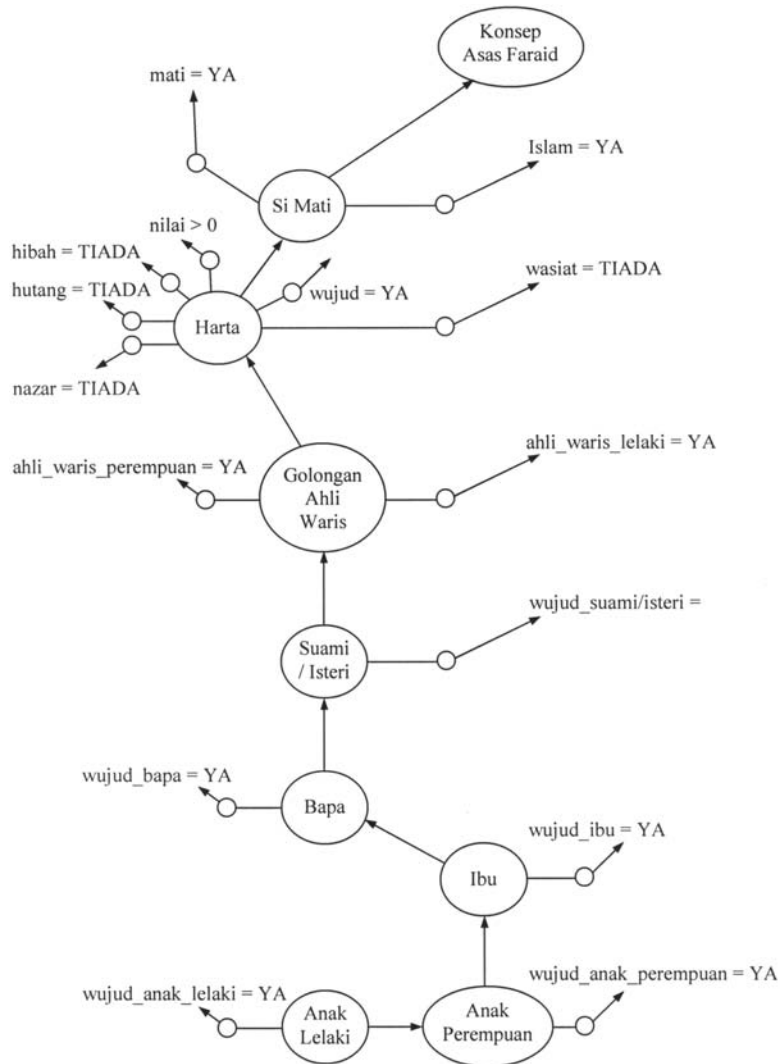 Konsep
Asas Faraid
mati = YA
Islam = YA
Si Mati
nilai > 0
hibah = TIADA
wujud = YA
wasiat = TIADA
hutang = TIADA
Harta
nazar = TIADA
ahli_waris_perempuan = YA
ahli_waris_lelaki = YA
Golongan
Ahli
Waris
wujud_suami/isteri =
Suami
/ Isteri
wujud_bapa = YA
Bapa
wujud_ibu = YA
Ibu
wujud_anak_lelaki = YA
wujud_anak_perempuan = YA
Anak
Lelaki
Anak
Perempuan